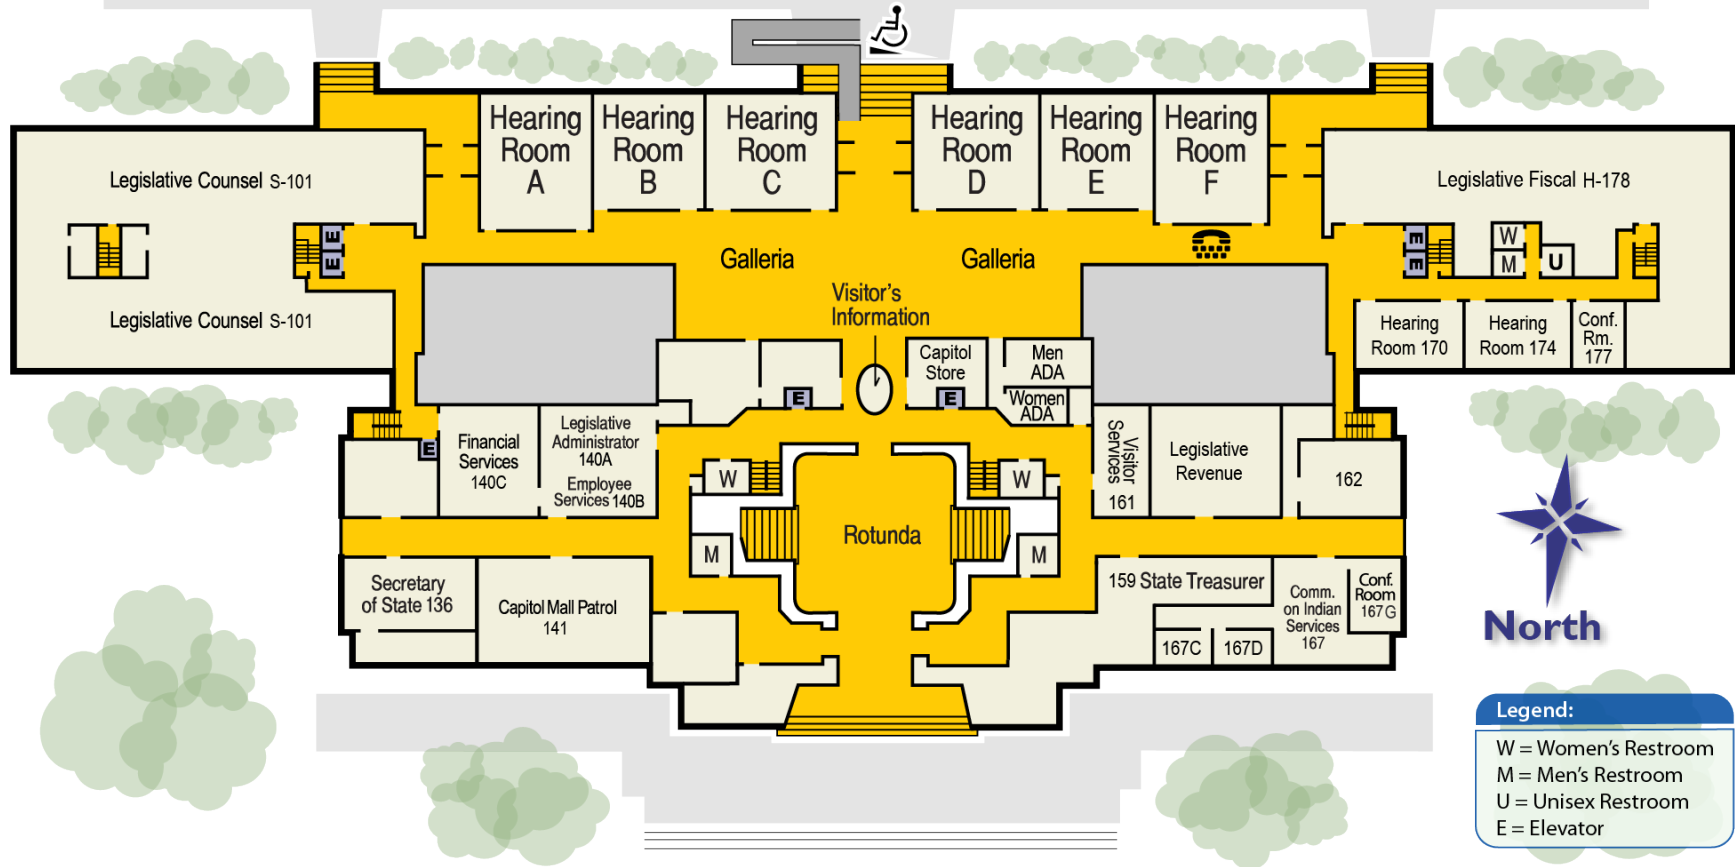 Hearing
Room
A
Hearing
Room
B
Hearing
Room
C
Hearing
Room
D
Hearing
Room
E
Hearing
Room
F
Legislative Counsel S-101
Legislative Fiscal H-178
E
E
Galleria
Galleria
E
E
W
M
U
Visitor's
Information
Legislative Counsel S-101
Hearing
Room 170
Hearing
Room 174
Conf.
Rm.
177
Capitol
Store
Men
ADA
E
E
Women
ADA
E
Financial
Services
140C
Legislative
Administrator
140A
Employee
Services 140B
W
W
Visitor
Services
161
Legislative
Revenue
162
Rotunda
M
M
Secretary
of State 136
Capitol Mall Patrol
141
159 State Treasurer
Comm.
on Indian
Services
167
Conf.
Room
167G
167C
167D
North
Legend:
W = Women's Restroom
M = Men's Restroom
U = Unisex Restroom
E = Elevator